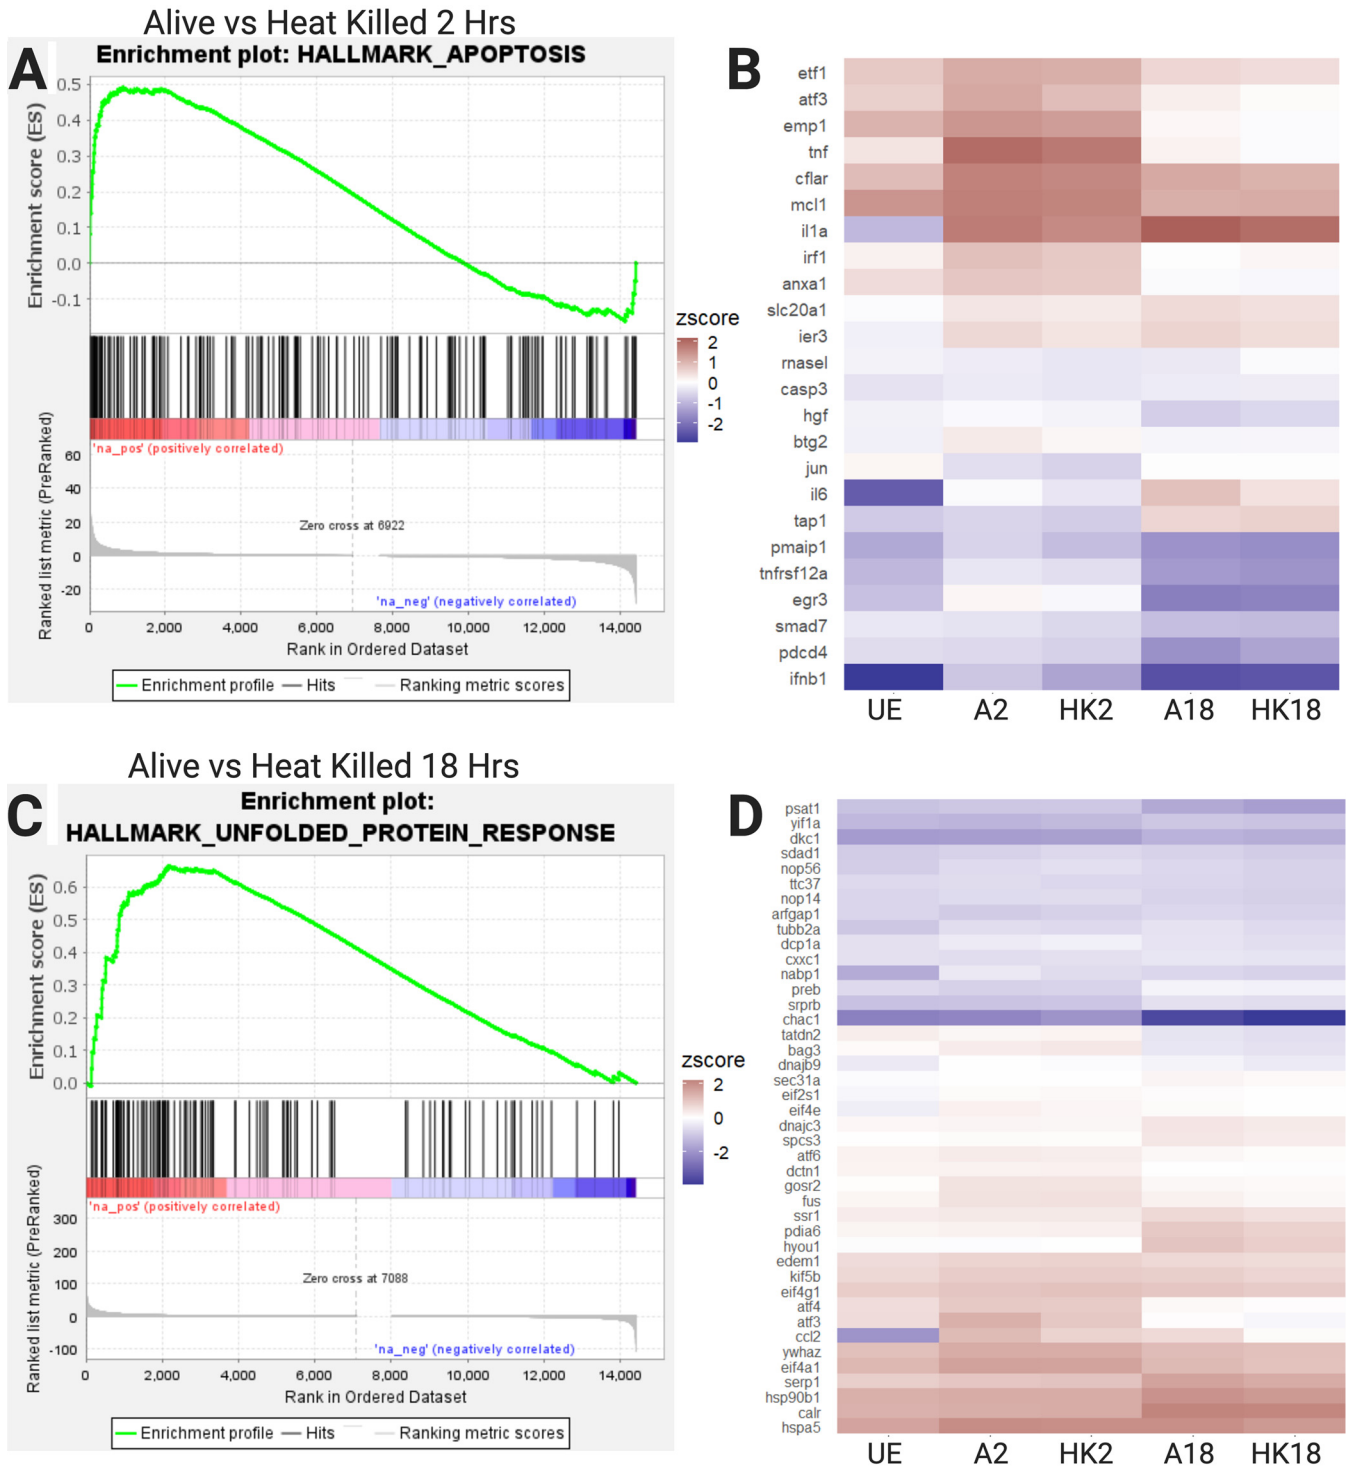 Alive vs Heat Killed 2 Hrs
A
Enrichment plot: HALLMARK_APOPTOSIS
Enrichment score (ES)
0.5
0.4
0.3
0.2
0.1
0.0
-0.1
'na_pos' (positively correlated)
Ranked list metric (PreRanked)
60
40
20
0
-20
Zero cross at 6922
'na_neg' (negatively correlated)
0 2,000 4,000 6,000 8,000 10,000 12,000 14,000
Rank in Ordered Dataset
Enrichment profile Hits Ranking metric scores
zscore
2
1
0
-1
-2
B
etf1
atf3
emp1
tnf
cflar
mcl1
il1a
irf1
anxa1
slc20a1
ier3
rnasel
casp3
hgf
btg2
jun
il6
tap1
pmaip1
tnfrsf12a
egr3
smad7
pdcd4
ifnb1
UE A2 HK2 A18 HK18
Alive vs Heat Killed 18 Hrs
C
Enrichment plot:
HALLMARK_UNFOLDED_PROTEIN_RESPONSE
Enrichment score (ES)
0.6
0.5
0.4
0.3
0.2
0.1
0.0
'na_pos' (positively correlated)
Ranked list metric (PreRanked)
300
200
100
0
-100
Zero cross at 7088
'na_neg' (negatively correlated)
0 2,000 4,000 6,000 8,000 10,000 12,000 14,000
Rank in Ordered Dataset
Enrichment profile Hits Ranking metric scores
zscore
2
0
-2
D
psat1
yif1a
dkc1
sdad1
nop56
ttc37
nop14
arfgap1
tubb2a
dcp1a
cxxc1
nabp1
preb
srprb
chac1
tatdn2
bag3
dnajb9
sec31a
eif2s1
eif4e
dnajc3
spcs3
atf6
dctn1
gosr2
fus
ssr1
pdia6
hyou1
edem1
kif5b
eif4g1
atf4
atf3
ccl2
ywhaz
eif4a1
serp1
hsp90b1
calr
hspa5
UE A2 HK2 A18 HK18